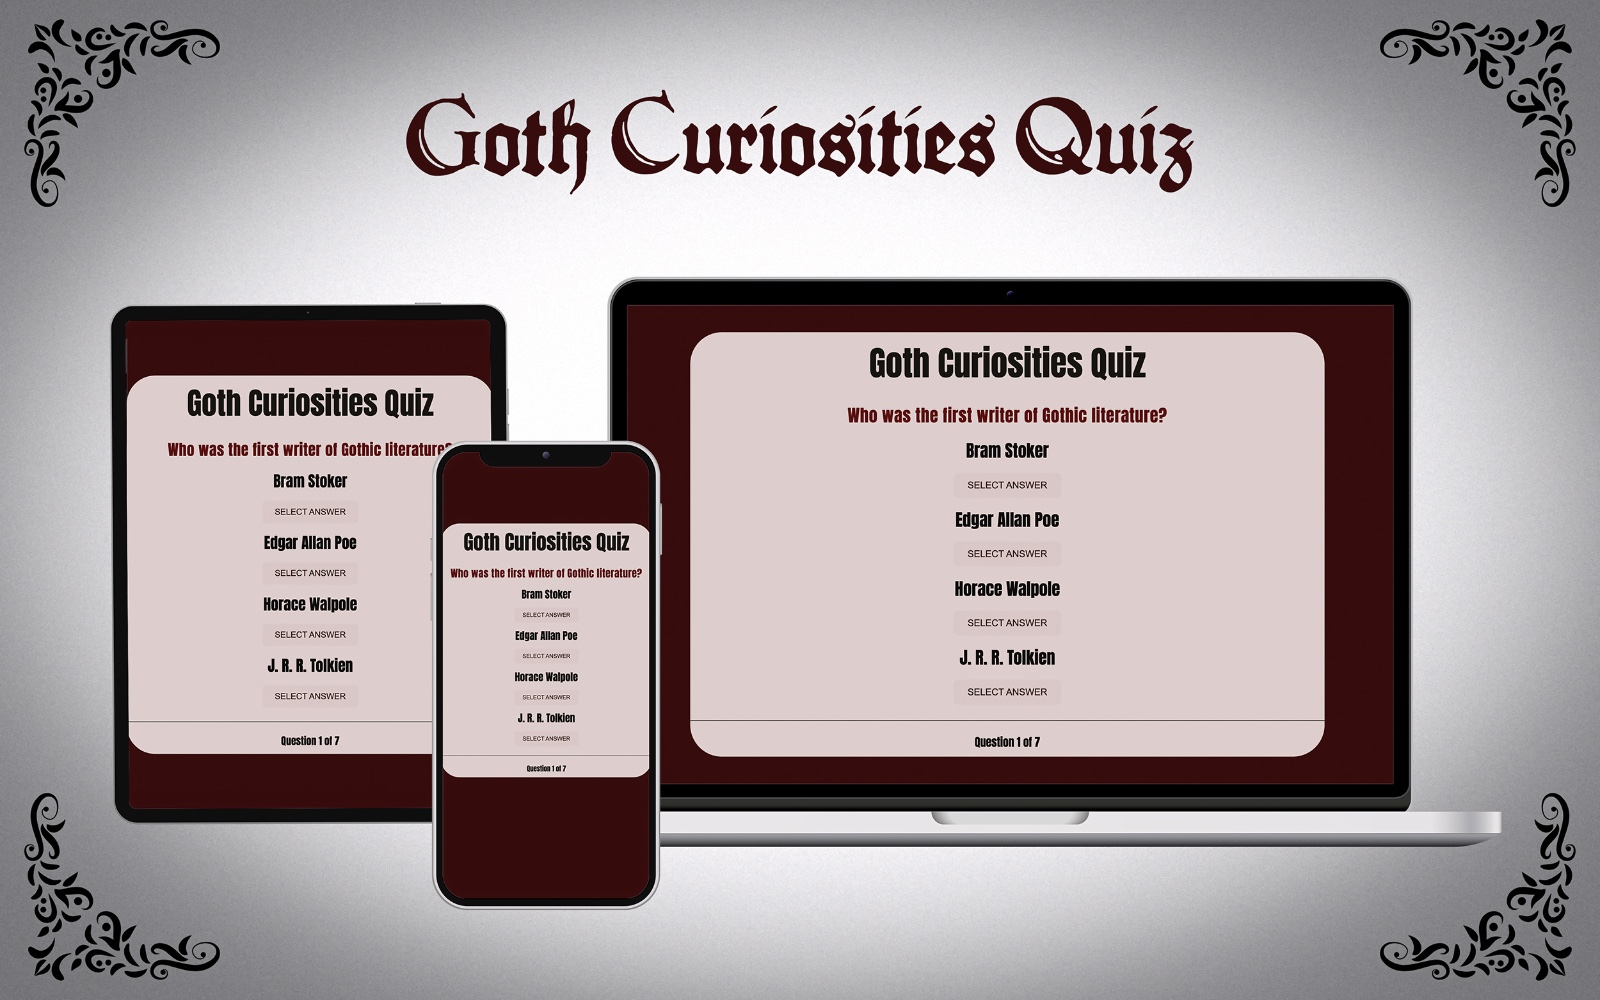 Goth Curiosities Quiz
Goth Curiosities Quiz
Who was the first writer of Gothic literature?
Bram Stoker
SELECT ANSWER
Edgar Allan Poe
SELECT ANSWER
Horace Walpole
SELECT ANSWER
J. R. R. Tolkien
SELECT ANSWER
Question 1 of 7
Goth Curiosities Quiz
Who was the first writer of Gothic literature?
Bram Stoker
SELECT ANSWER
Edgar Allan Poe
SELECT ANSWER
Horace Walpole
SELECT ANSWER
J. R. R. Tolkien
SELECT ANSWER
Question 1 of 7
Goth Curiosities Quiz
Who was the first writer of Gothic literature?
Bram Stoker
SELECT ANSWER
Edgar Allan Poe
SELECT ANSWER
Horace Walpole
SELECT ANSWER
J. R. R. Tolkien
SELECT ANSWER
Question 1 of 7